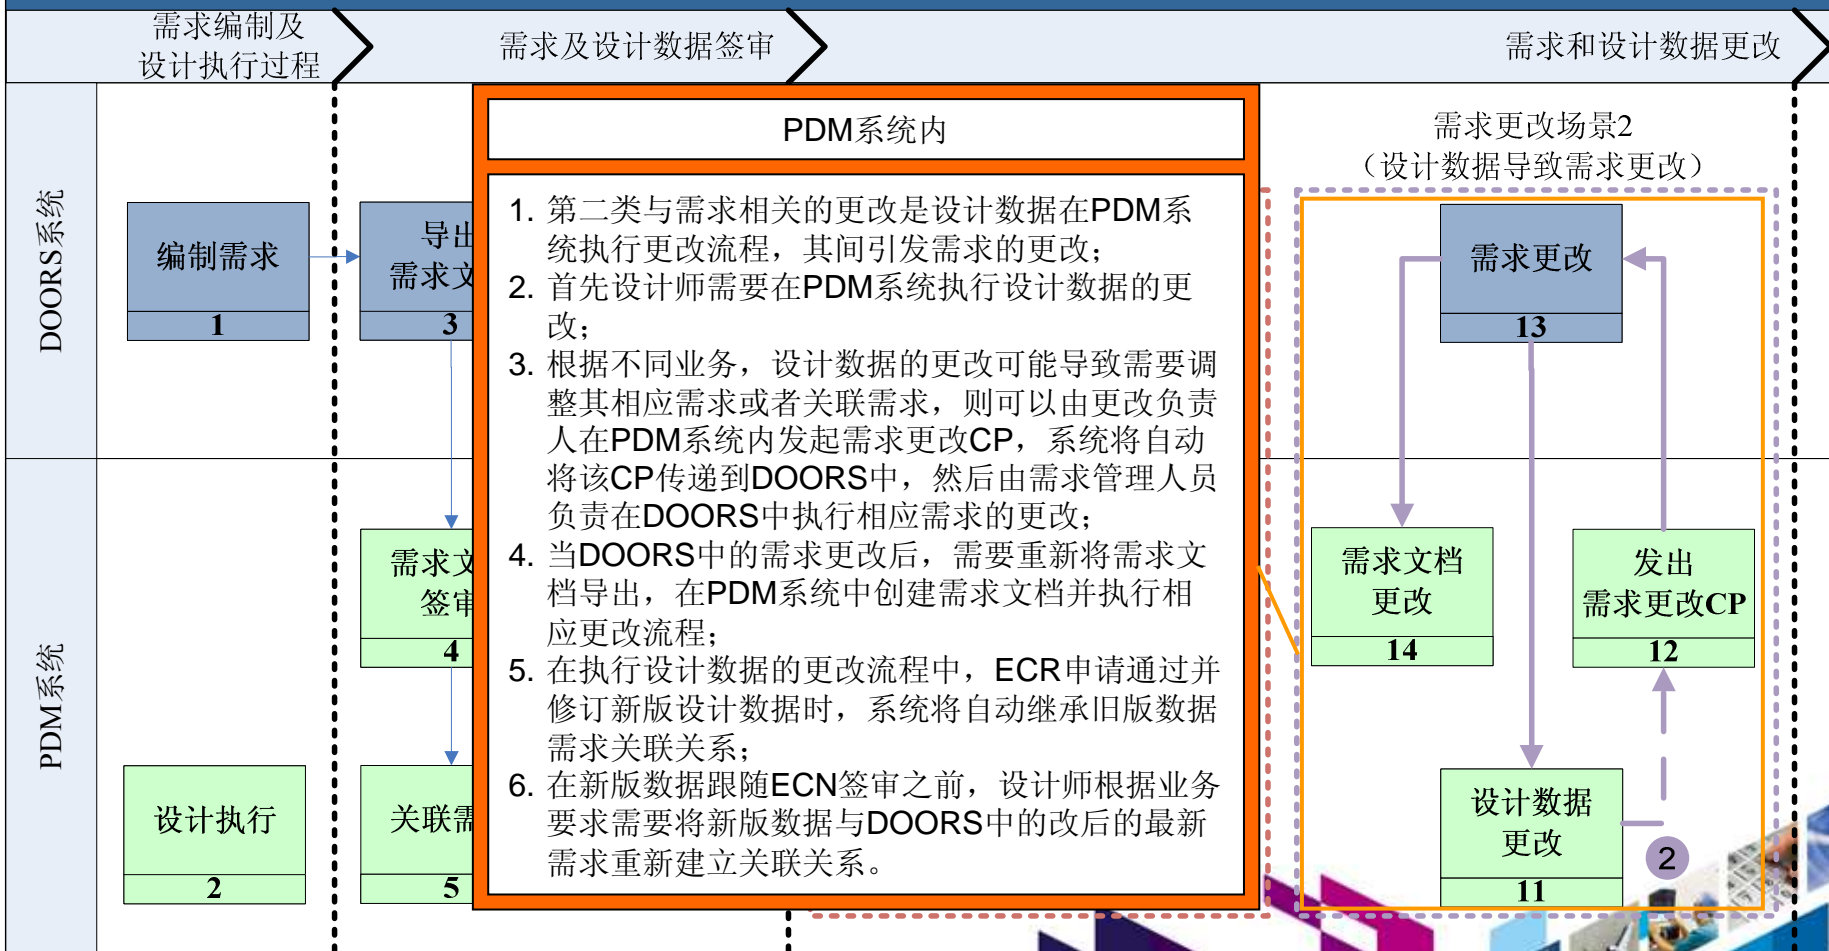 需求编制及
设计执行过程
需求及设计数据签审
需求和设计数据更改
DOORS系统
PDM系统
编制需求
1
导出
需求文
3
需求文
签审
4
设计执行
2
关联需
5
PDM系统内
1. 第二类与需求相关的更改是设计数据在PDM系
统执行更改流程，其间引发需求的更改；
2. 首先设计师需要在PDM系统执行设计数据的更
改；
3. 根据不同业务，设计数据的更改可能导致需要调
整其相应需求或者关联需求，则可以由更改负责
人在PDM系统内发起需求更改CP，系统将自动
将该CP传递到DOORS中，然后由需求管理人员
负责在DOORS中执行相应需求的更改；
4. 当DOORS中的需求更改后，需要重新将需求文
档导出，在PDM系统中创建需求文档并执行相
应更改流程；
5. 在执行设计数据的更改流程中，ECR申请通过并
修订新版设计数据时，系统将自动继承旧版数据
需求关联关系；
6. 在新版数据跟随ECN签审之前，设计师根据业务
要求需要将新版数据与DOORS中的改后的最新
需求重新建立关联关系。
需求更改场景2
（设计数据导致需求更改）
需求更改
13
需求文档
更改
14
发出
需求更改CP
12
设计数据
更改
11
2